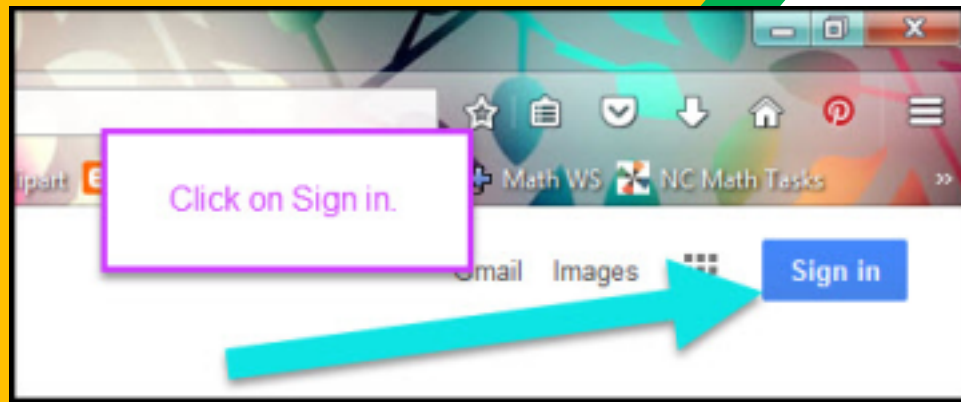 ipart
Math WS NC Math Tasks »
Click on Sign in.
Gmail Images Sign in